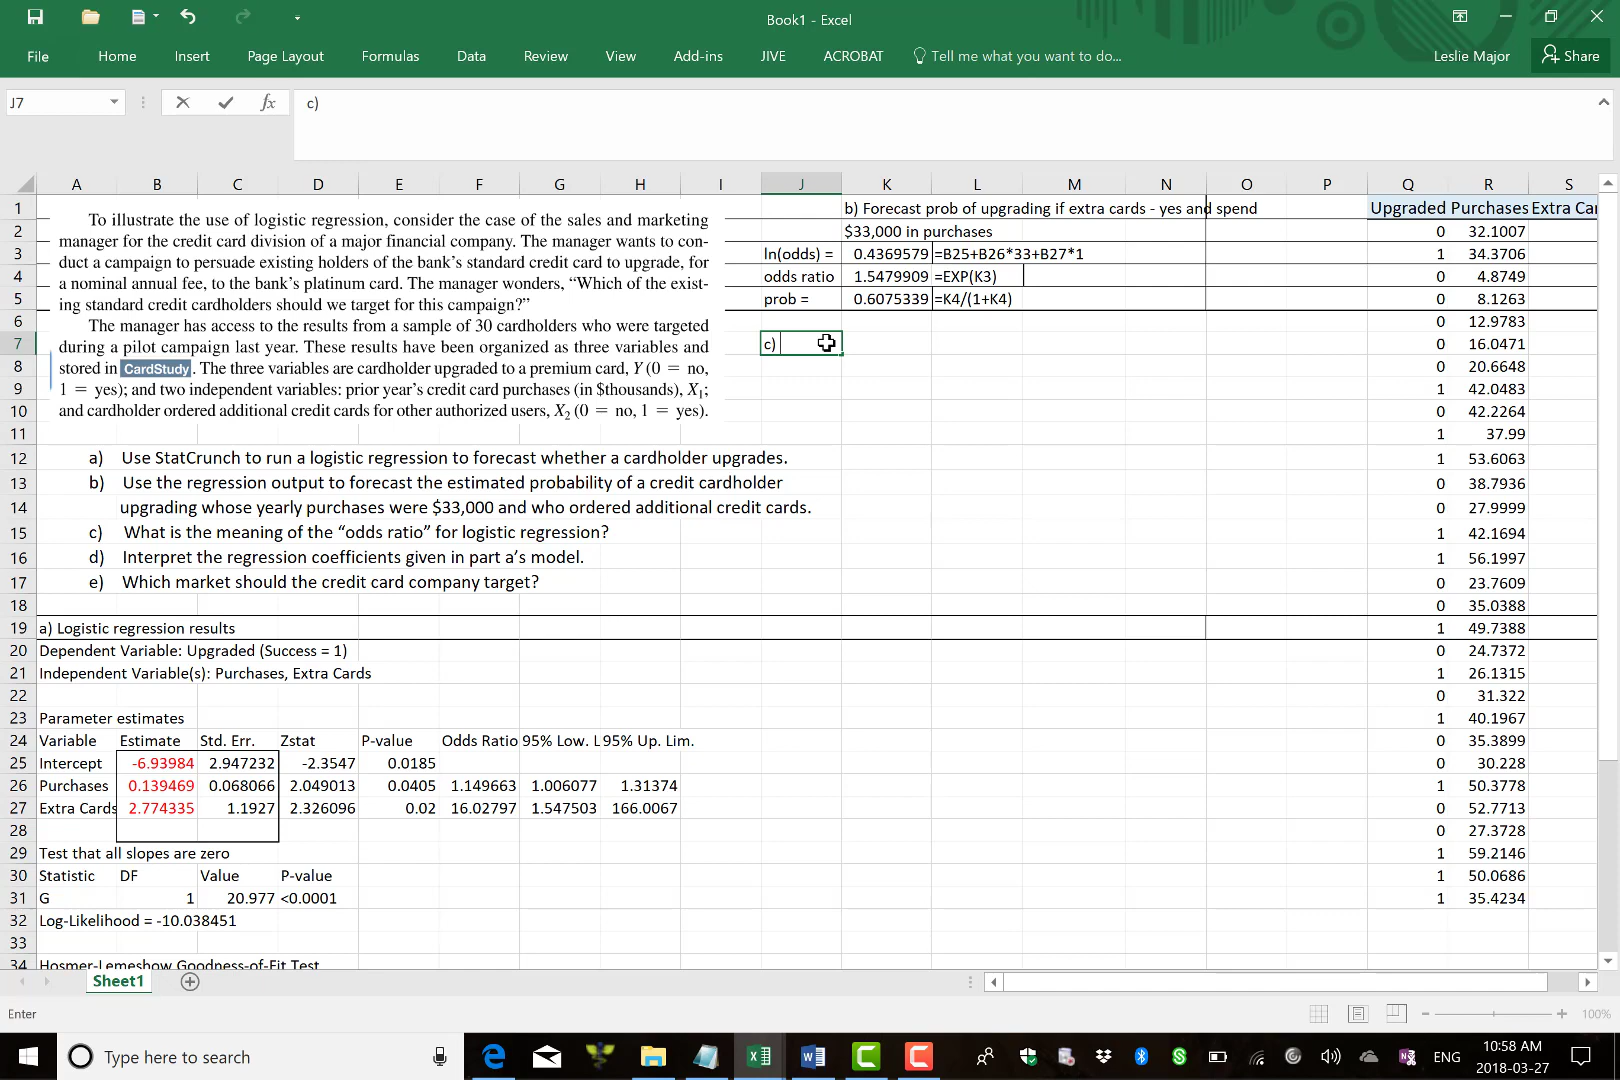 Book1 - Excel
File Home Insert Page Layout Formulas Data Review View Add-ins JIVE ACROBAT Tell me what you want to do... Leslie Major Share
J7 fx c)
A B C D E F G H I J K L M N O P Q R S
1 b) Forecast prob of upgrading if extra cards - yes and spend Upgraded Purchases Extra Car
2 $33,000 in purchases 0 32.1007
3 ln(odds) = 0.4369579 =B25+B26*33+B27*1 1 34.3706
4 odds ratio 1.5479909 =EXP(K3) 0 4.8749
5 prob = 0.6075339 =K4/(1+K4) 0 8.1263
6 0 12.9783
7 c) 0 16.0471
8 0 20.6648
9 1 42.0483
10 0 42.2264
11 1 37.99
To illustrate the use of logistic regression, consider the case of the sales and marketing
manager for the credit card division of a major financial company. The manager wants to con-
duct a campaign to persuade existing holders of the bank's standard credit card to upgrade, for
a nominal annual fee, to the bank's platinum card. The manager wonders, "Which of the exist-
ing standard credit cardholders should we target for this campaign?"
The manager has access to the results from a sample of 30 cardholders who were targeted
during a pilot campaign last year. These results have been organized as three variables and
stored in CardStudy. The three variables are cardholder upgraded to a premium card, Y (0 = no,
1 = yes); and two independent variables: prior year's credit card purchases (in $thousands), X1;
and cardholder ordered additional credit cards for other authorized users, X2 (0 = no, 1 = yes).
12 a) Use StatCrunch to run a logistic regression to forecast whether a cardholder upgrades. 1 53.6063
13 b) Use the regression output to forecast the estimated probability of a credit cardholder 0 38.7936
14 upgrading whose yearly purchases were $33,000 and who ordered additional credit cards. 0 27.9999
15 c) What is the meaning of the "odds ratio" for logistic regression? 1 42.1694
16 d) Interpret the regression coefficients given in part a's model. 1 56.1997
17 e) Which market should the credit card company target? 0 23.7609
18 0 35.0388
19 a) Logistic regression results 1 49.7388
20 Dependent Variable: Upgraded (Success = 1) 0 24.7372
21 Independent Variable(s): Purchases, Extra Cards 1 26.1315
22 0 31.322
23 Parameter estimates 1 40.1967
24 Variable Estimate Std. Err. Zstat P-value Odds Ratio 95% Low. L 95% Up. Lim. 0 35.3899
25 Intercept -6.93984 2.947232 -2.3547 0.0185 0 30.228
26 Purchases 0.139469 0.068066 2.049013 0.0405 1.149663 1.006077 1.31374 1 50.3778
27 Extra Cards 2.774335 1.1927 2.326096 0.02 16.02797 1.547503 166.0067 0 52.7713
28 0 27.3728
29 Test that all slopes are zero 1 59.2146
30 Statistic DF Value P-value 1 50.0686
31 G 1 20.977 <0.0001 1 35.4234
32 Log-Likelihood = -10.038451
33
34 Hosmer-Lemeshow Goodness-of-Fit Test
Sheet1
Enter 100%
Type here to search ENG 10:58 AM
2018-03-27